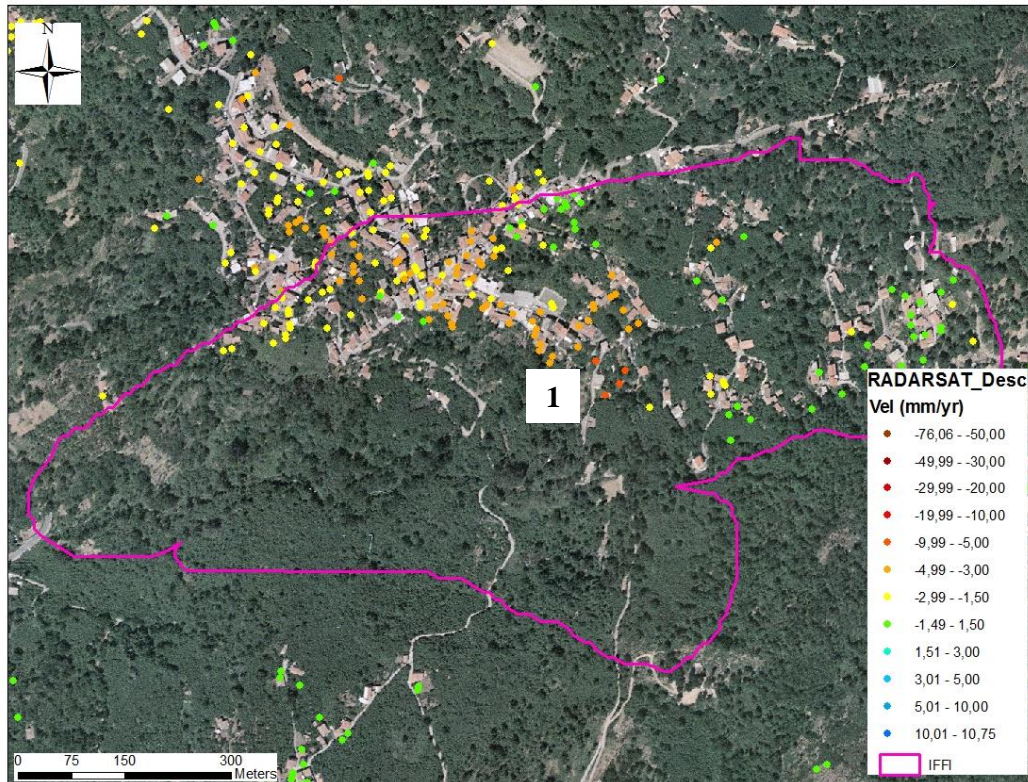 N
1
RADARSAT_Desc
Vel (mm/yr)
-76,06 - -50,00
-49,99 - -30,00
-29,99 - -20,00
-19,99 - -10,00
-9,99 - -5,00
-4,99 - -3,00
-2,99 - -1,50
-1,49 - 1,50
1,51 - 3,00
3,01 - 5,00
5,01 - 10,00
10,01 - 10,75
IFFI
0 75 150 300
Meters